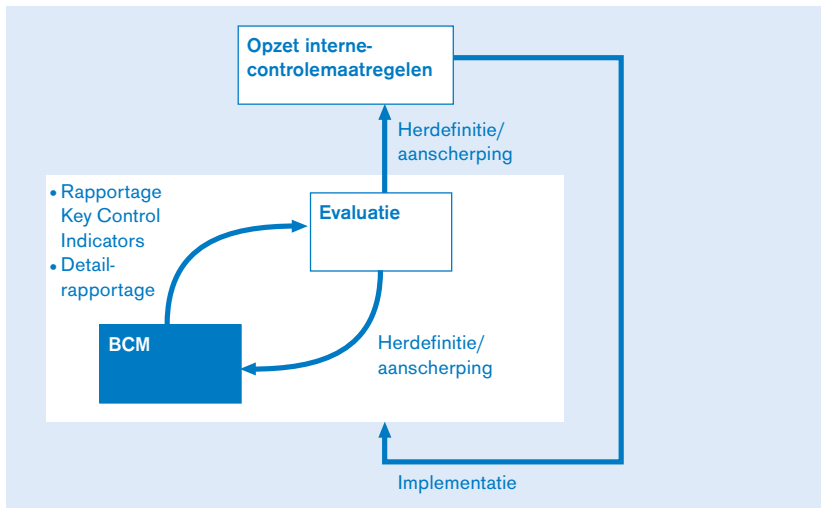 Opzet interne-
controlemaatregelen
Herdefinitie/
aanscherping
• Rapportage
Key Control
Indicators
• Detail-
rapportage
Evaluatie
BCM
Herdefinitie/
aanscherping
Implementatie